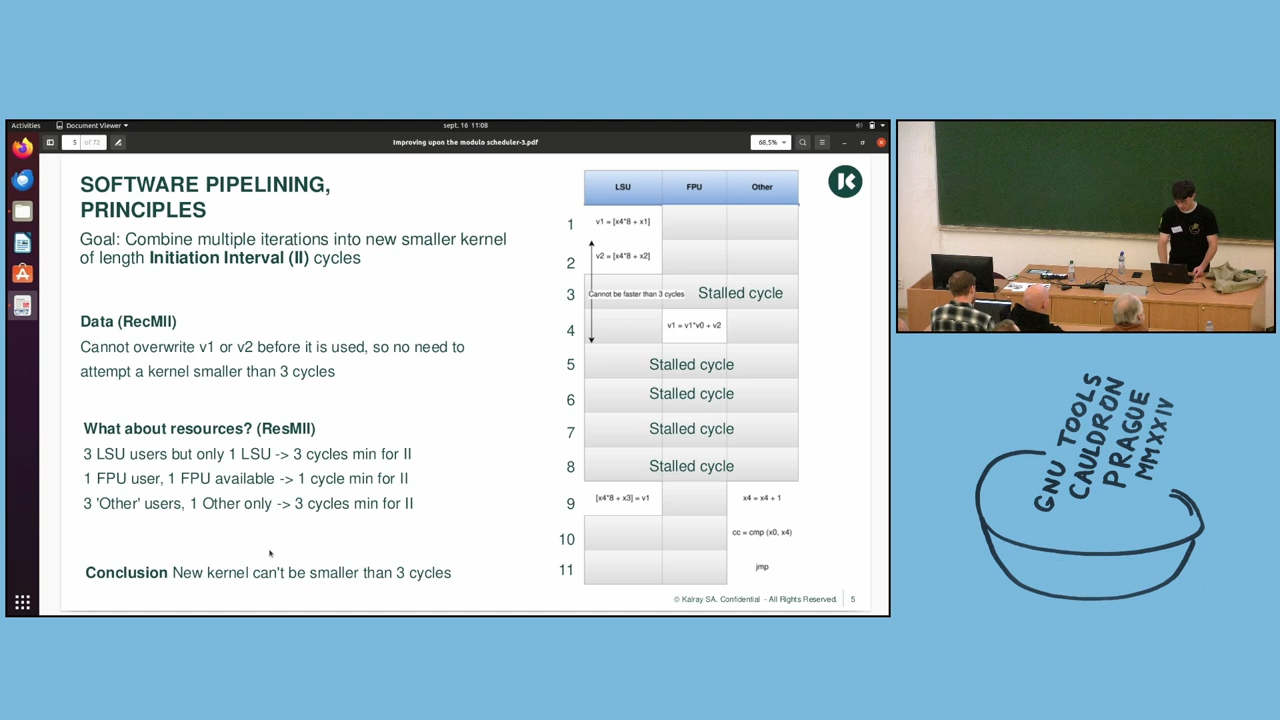 Activities
Document Viewer
sept. 16 11:08
5 of 72
Improving upon the modulo scheduler-3.pdf
68,5%
SOFTWARE PIPELINING,
PRINCIPLES
Goal: Combine multiple iterations into new smaller kernel
of length Initiation Interval (II) cycles
Data (RecMII)
Cannot overwrite v1 or v2 before it is used, so no need to
attempt a kernel smaller than 3 cycles
What about resources? (ResMII)
3 LSU users but only 1 LSU -> 3 cycles min for II
1 FPU user, 1 FPU available -> 1 cycle min for II
3 'Other' users, 1 Other only -> 3 cycles min for II
Conclusion New kernel can't be smaller than 3 cycles
LSU FPU Other
1 v1 = [x4*8 + x1]
2 v2 = [x4*8 + x2]
3 Cannot be faster than 3 cycles Stalled cycle
4 v1 = v1*v0 + v2
5 Stalled cycle
6 Stalled cycle
7 Stalled cycle
8 Stalled cycle
9 [x4*8 + x3] = v1 x4 = x4 + 1
10 cc = cmp (x0, x4)
11 jmp
© Kalray SA. Confidential - All Rights Reserved. 5
GNU TOOLS
CAULDRON
PRAGUE
MMXXIV